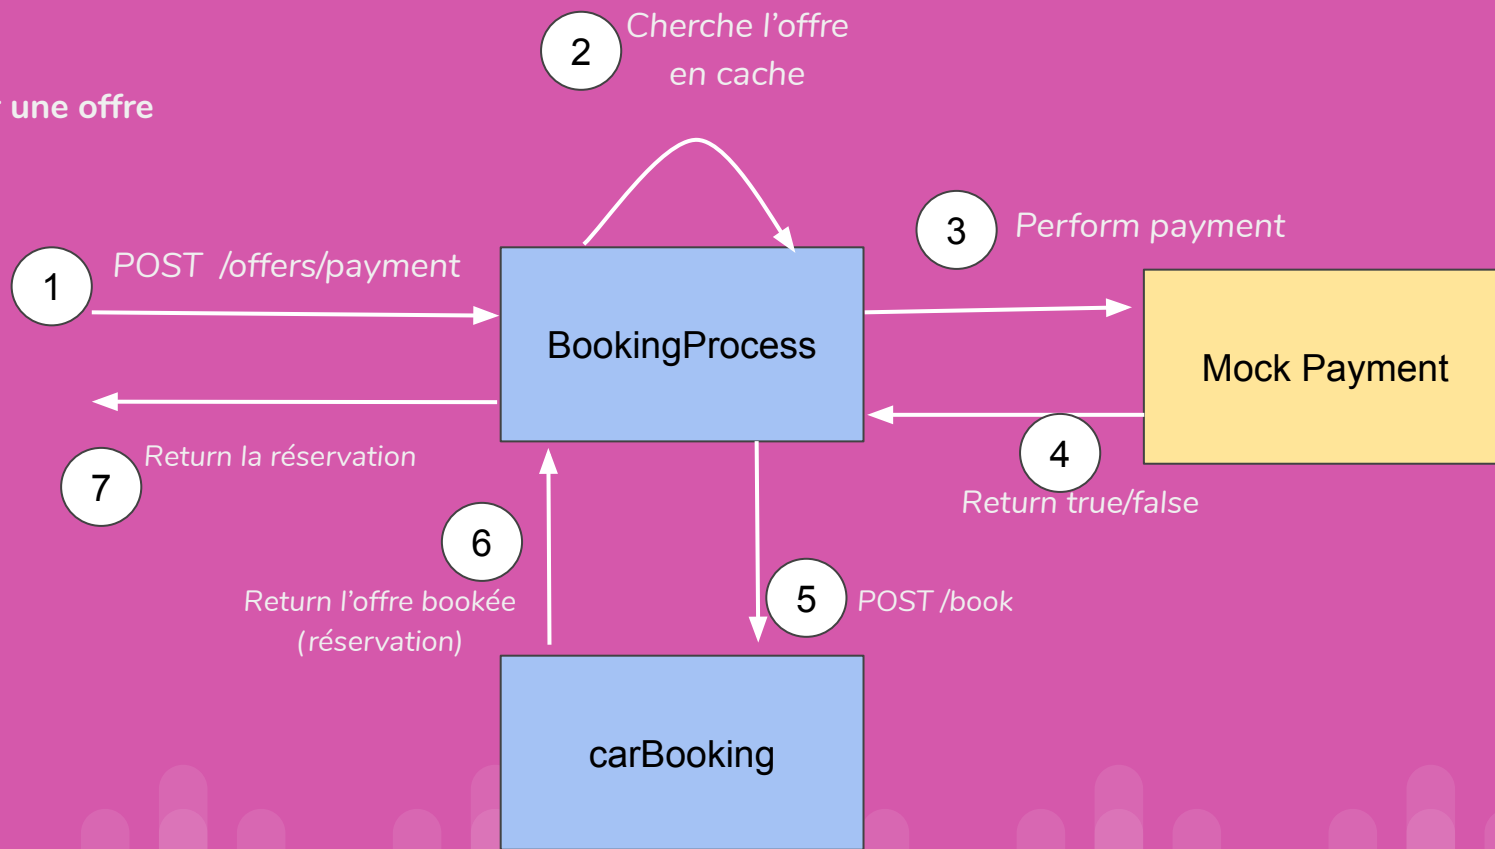 une offre
2
Cherche l'offre
en cache
1
POST /offers/payment
BookingProcess
3
Perform payment
Mock Payment
4
Return true/false
5
POST /book
carBooking
6
Return l'offre bookée
(réservation)
7
Return la réservation